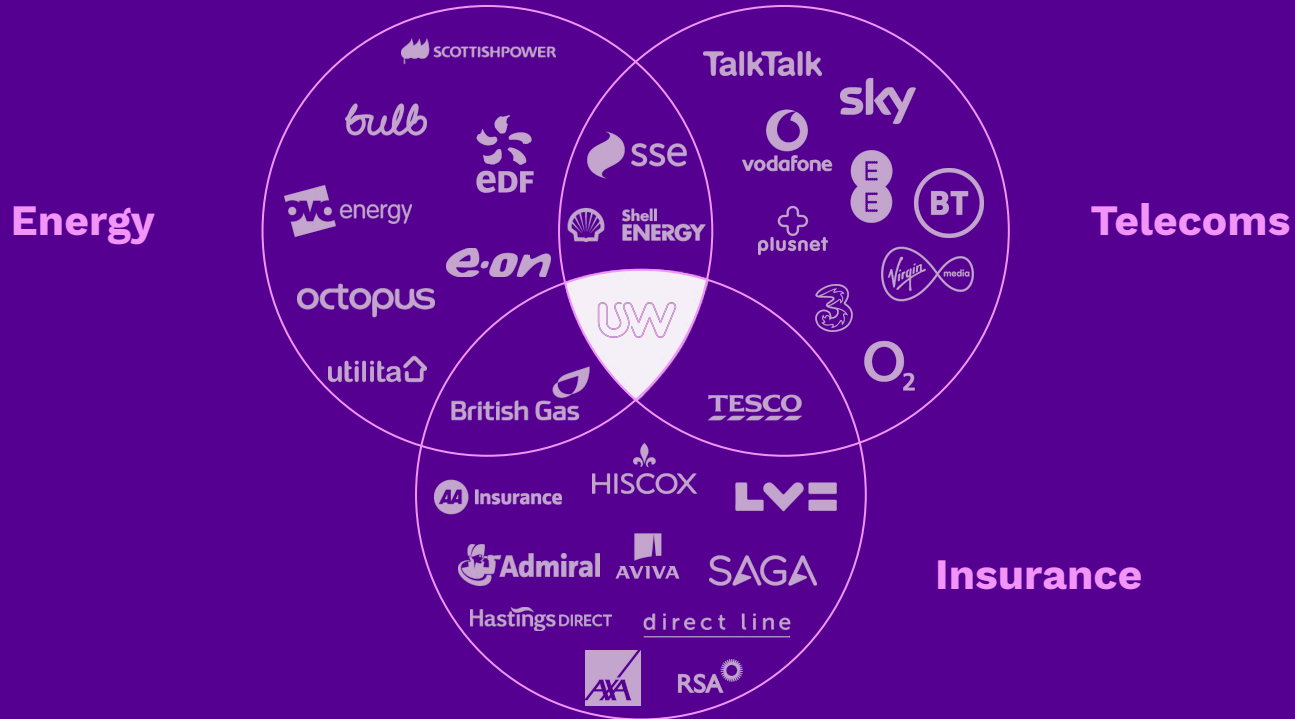 Energy
Telecoms
Insurance
SCOTTISHPOWER
bulb
eDF
ovo energy
e·on
octopus
utilita
sse
Shell
ENERGY
TalkTalk
sky
vodafone
E
E
BT
plusnet
Virgin media
3
O2
UW
British Gas
TESCO
HISCOX
AA Insurance
LV=
Admiral
AVIVA
SAGA
Hastings DIRECT
direct line
AXA
RSA